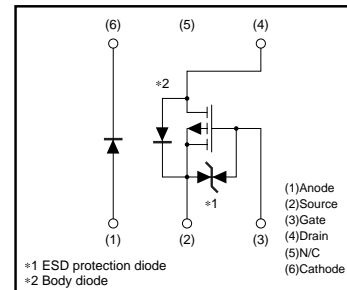 (6) (5) (4)
*2
*1
(1) (2) (3)
(1)Anode
(2)Source
(3)Gate
(4)Drain
(5)N/C
(6)Cathode
*1 ESD protection diode
*2 Body diode